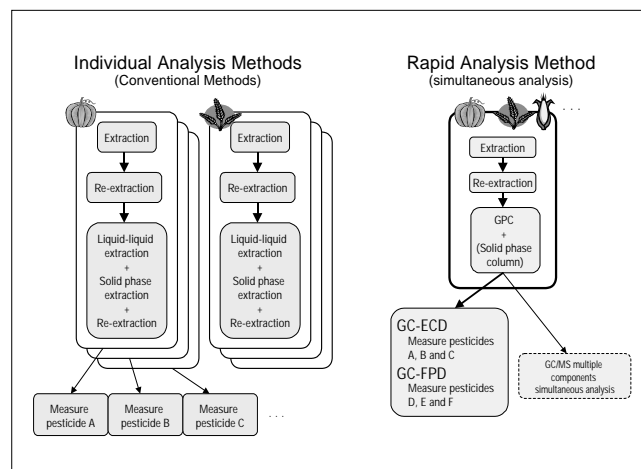 Individual Analysis Methods
(Conventional Methods)
Extraction
Re-extraction
Liquid-liquid
extraction
+
Solid phase
extraction
+
Re-extraction
Extraction
Re-extraction
Liquid-liquid
extraction
+
Solid phase
extraction
+
Re-extraction
Measure
pesticide A
Measure
pesticide B
Measure
pesticide C
. . .
Rapid Analysis Method
(simultaneous analysis)
. . .
Extraction
Re-extraction
GPC
+
(Solid phase
column)
GC-ECD
Measure pesticides
A, B and C
GC-FPD
Measure pesticides
D, E and F
GC/MS multiple
components
simultaneous analysis